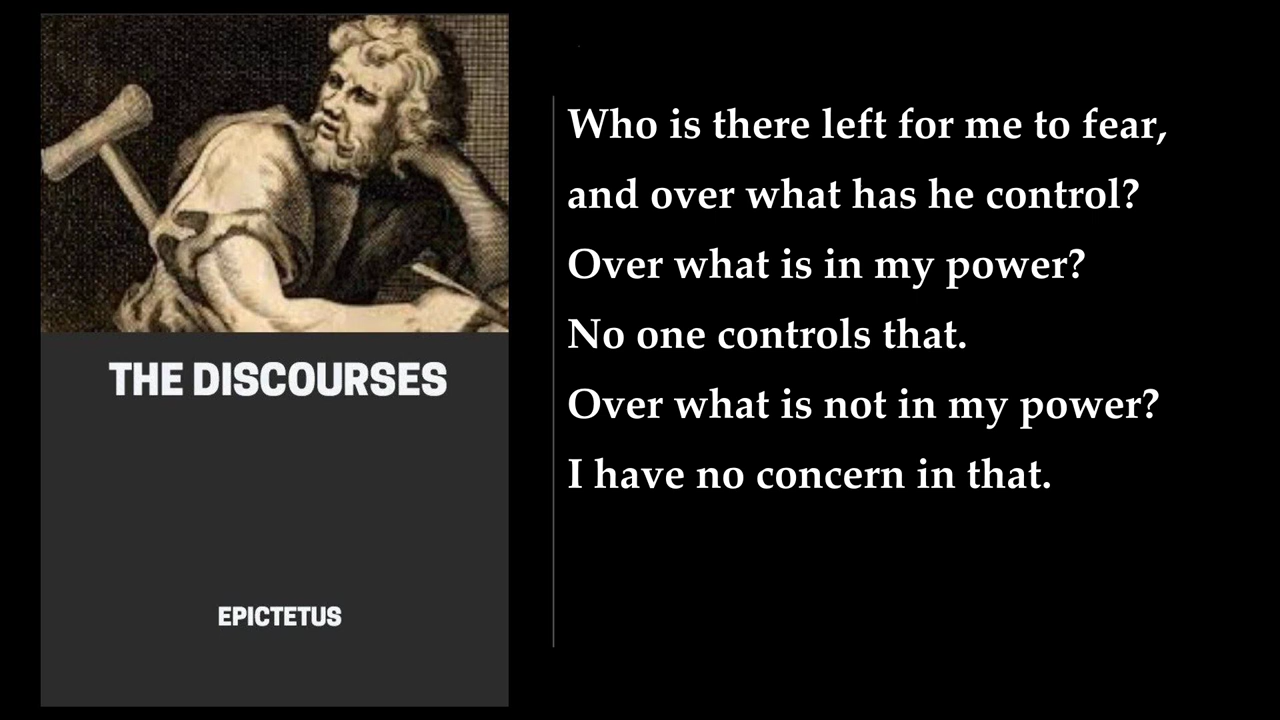 THE DISCOURSES
EPICTETUS
Who is there left for me to fear,
and over what has he control?
Over what is in my power?
No one controls that.
Over what is not in my power?
I have no concern in that.